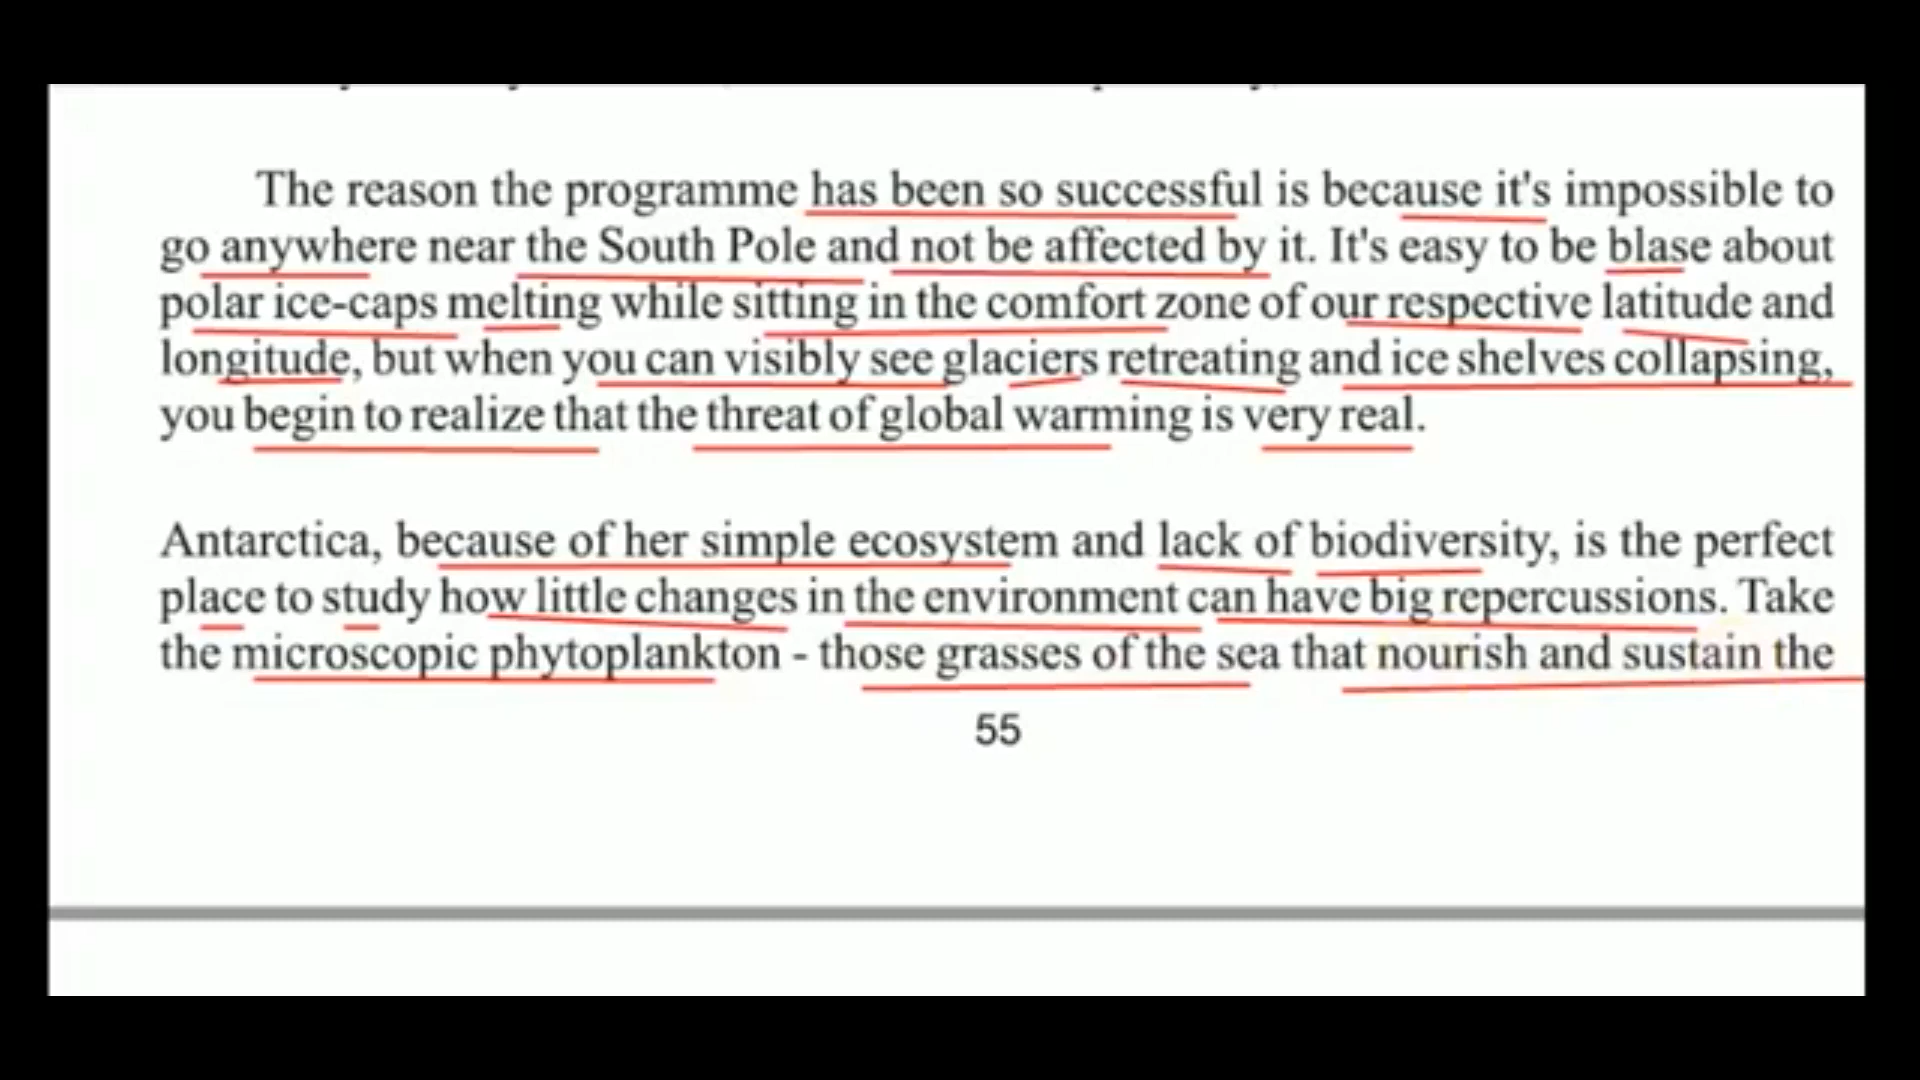 The reason the programme has been so successful is because it's impossible to
go anywhere near the South Pole and not be affected by it. It's easy to be blase about
polar ice-caps melting while sitting in the comfort zone of our respective latitude and
longitude, but when you can visibly see glaciers retreating and ice shelves collapsing,
you begin to realize that the threat of global warming is very real.
Antarctica, because of her simple ecosystem and lack of biodiversity, is the perfect
place to study how little changes in the environment can have big repercussions. Take
the microscopic phytoplankton - those grasses of the sea that nourish and sustain the
55